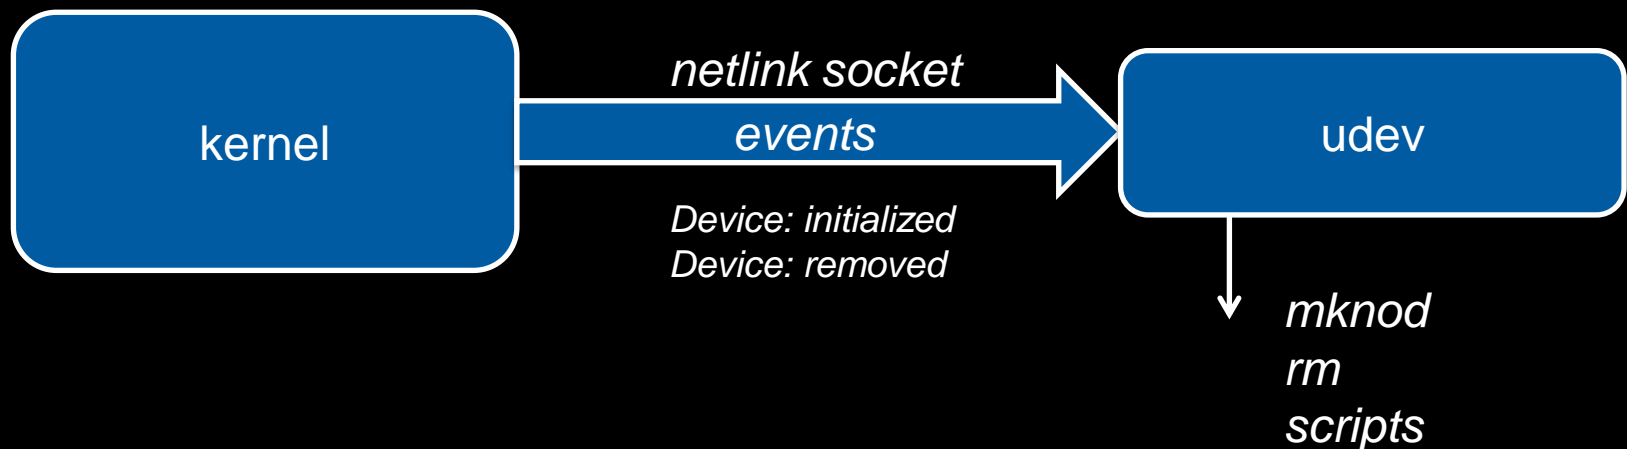 kernel
netlink socket
events
Device: initialized
Device: removed
udev
mknod
rm
scripts